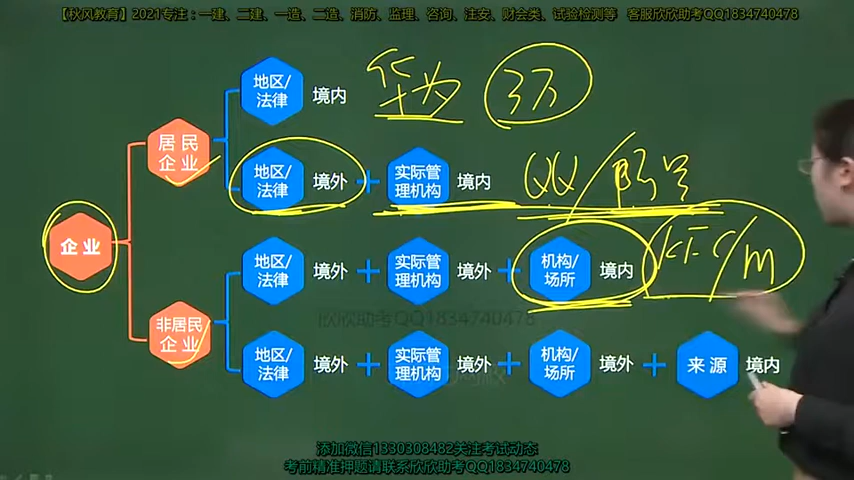 【秋风教育】2021专注：一建、二建、一造、二造、消防、监理、咨询、注安、财会类、试验检测等 客服欣欣助考QQ1834740478
地区/
法律
境内
华为
3万
居 民
企 业
地区/
法律
境外
+
实际管
理机构
境内
QQ/
企 业
地区/
法律
境外
+
实际管
理机构
境外
+
机构/
场所
境内
KFC/m
欣欣助考QQ1834740478
非居民
企 业
地区/
法律
境外
+
实际管
理机构
境外
+
机构/
场所
境外
+
来 源
境内
添加微信1330308482关注考试动态
考前精准押题请联系欣欣助考QQ1834740478